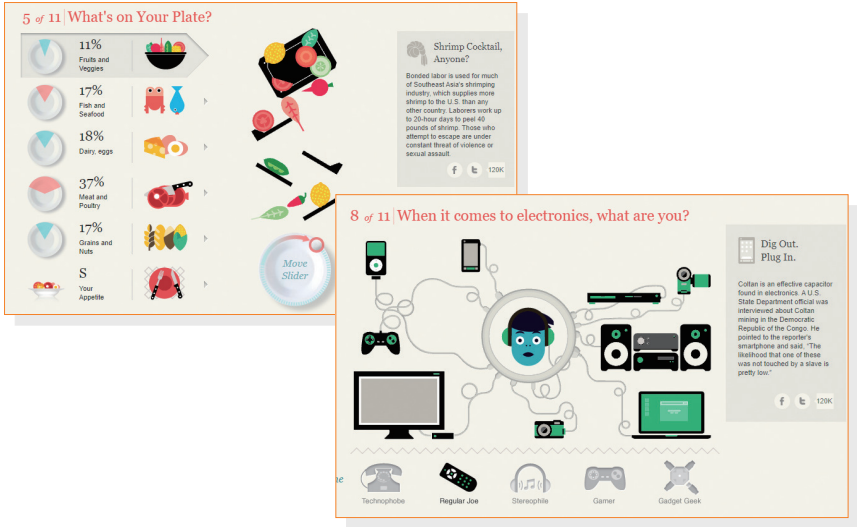 5 of 11 What's on Your Plate?
11%
Fruits and
Veggies
17%
Fish and
Seafood
18%
Dairy, eggs
37%
Meat and
Poultry
17%
Grains and
Nuts
S
Your
Appetite
Move
Slider
Shrimp Cocktail,
Anyone?
Bonded labor is used for much
of Southeast Asia's shrimping
industry, which supplies more
shrimp to the U.S. than any
other country. Laborers work up
to 20-hour days to peel 40
pounds of shrimp. Those who
attempt to escape are under
constant threat of violence or
sexual assault.
f t 120K
8 of 11 When it comes to electronics, what are you?
Dig Out.
Plug In.
Coltan is an effective capacitor
found in electronics. A U.S.
State Department official was
interviewed about Coltan
mining in the Democratic
Republic of the Congo. He
pointed to the reporter's
smartphone and said, "The
likelihood that one of these
was not touched by a slave is
pretty low."
f t 120K
Technophobe
Regular Joe
Stereophile
Gamer
Gadget Geek